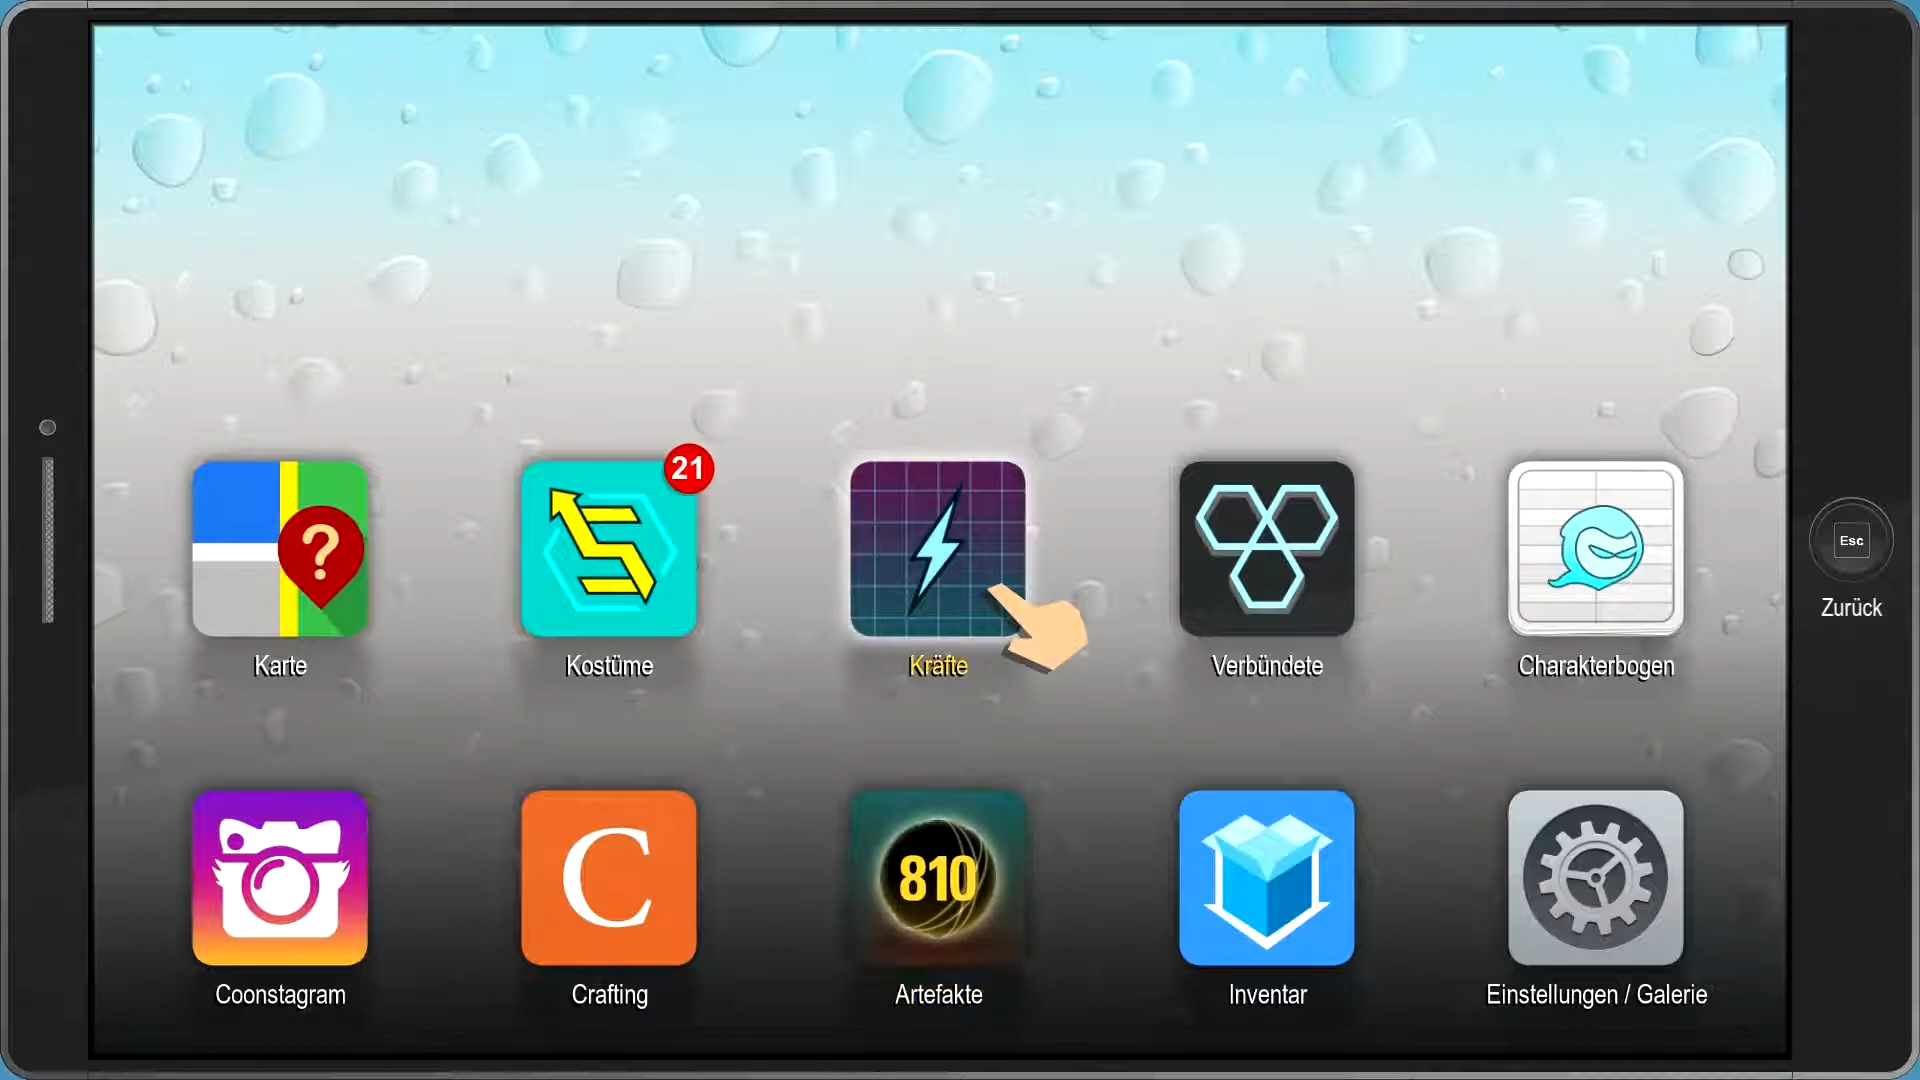 21
?
Karte
Kostüme
Kräfte
Verbündete
Charakterbogen
Esc
Zurück
C
810
Coonstagram
Crafting
Artefakte
Inventar
Einstellungen / Galerie